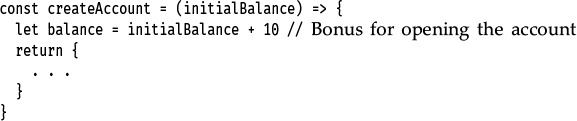 const createAccount = (initialBalance) => {
  let balance = initialBalance + 10 // Bonus for opening the account
  return {
    . . .
  }
}